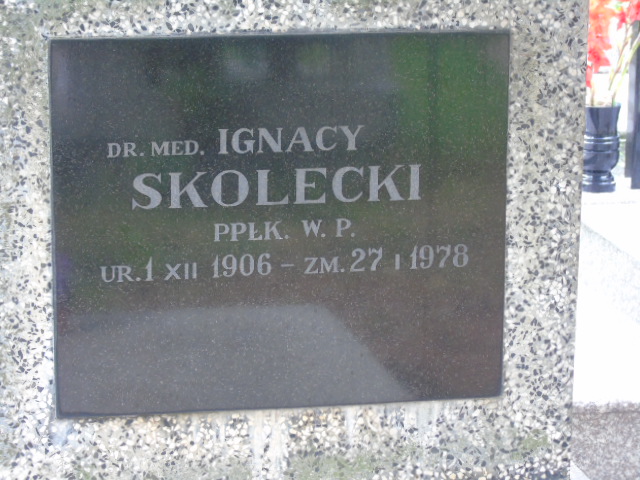 DR. MED. IGNACY
SKOLECKI
PPŁK. W. P.
UR. 1 XII 1906 – ZM. 27 I 1978